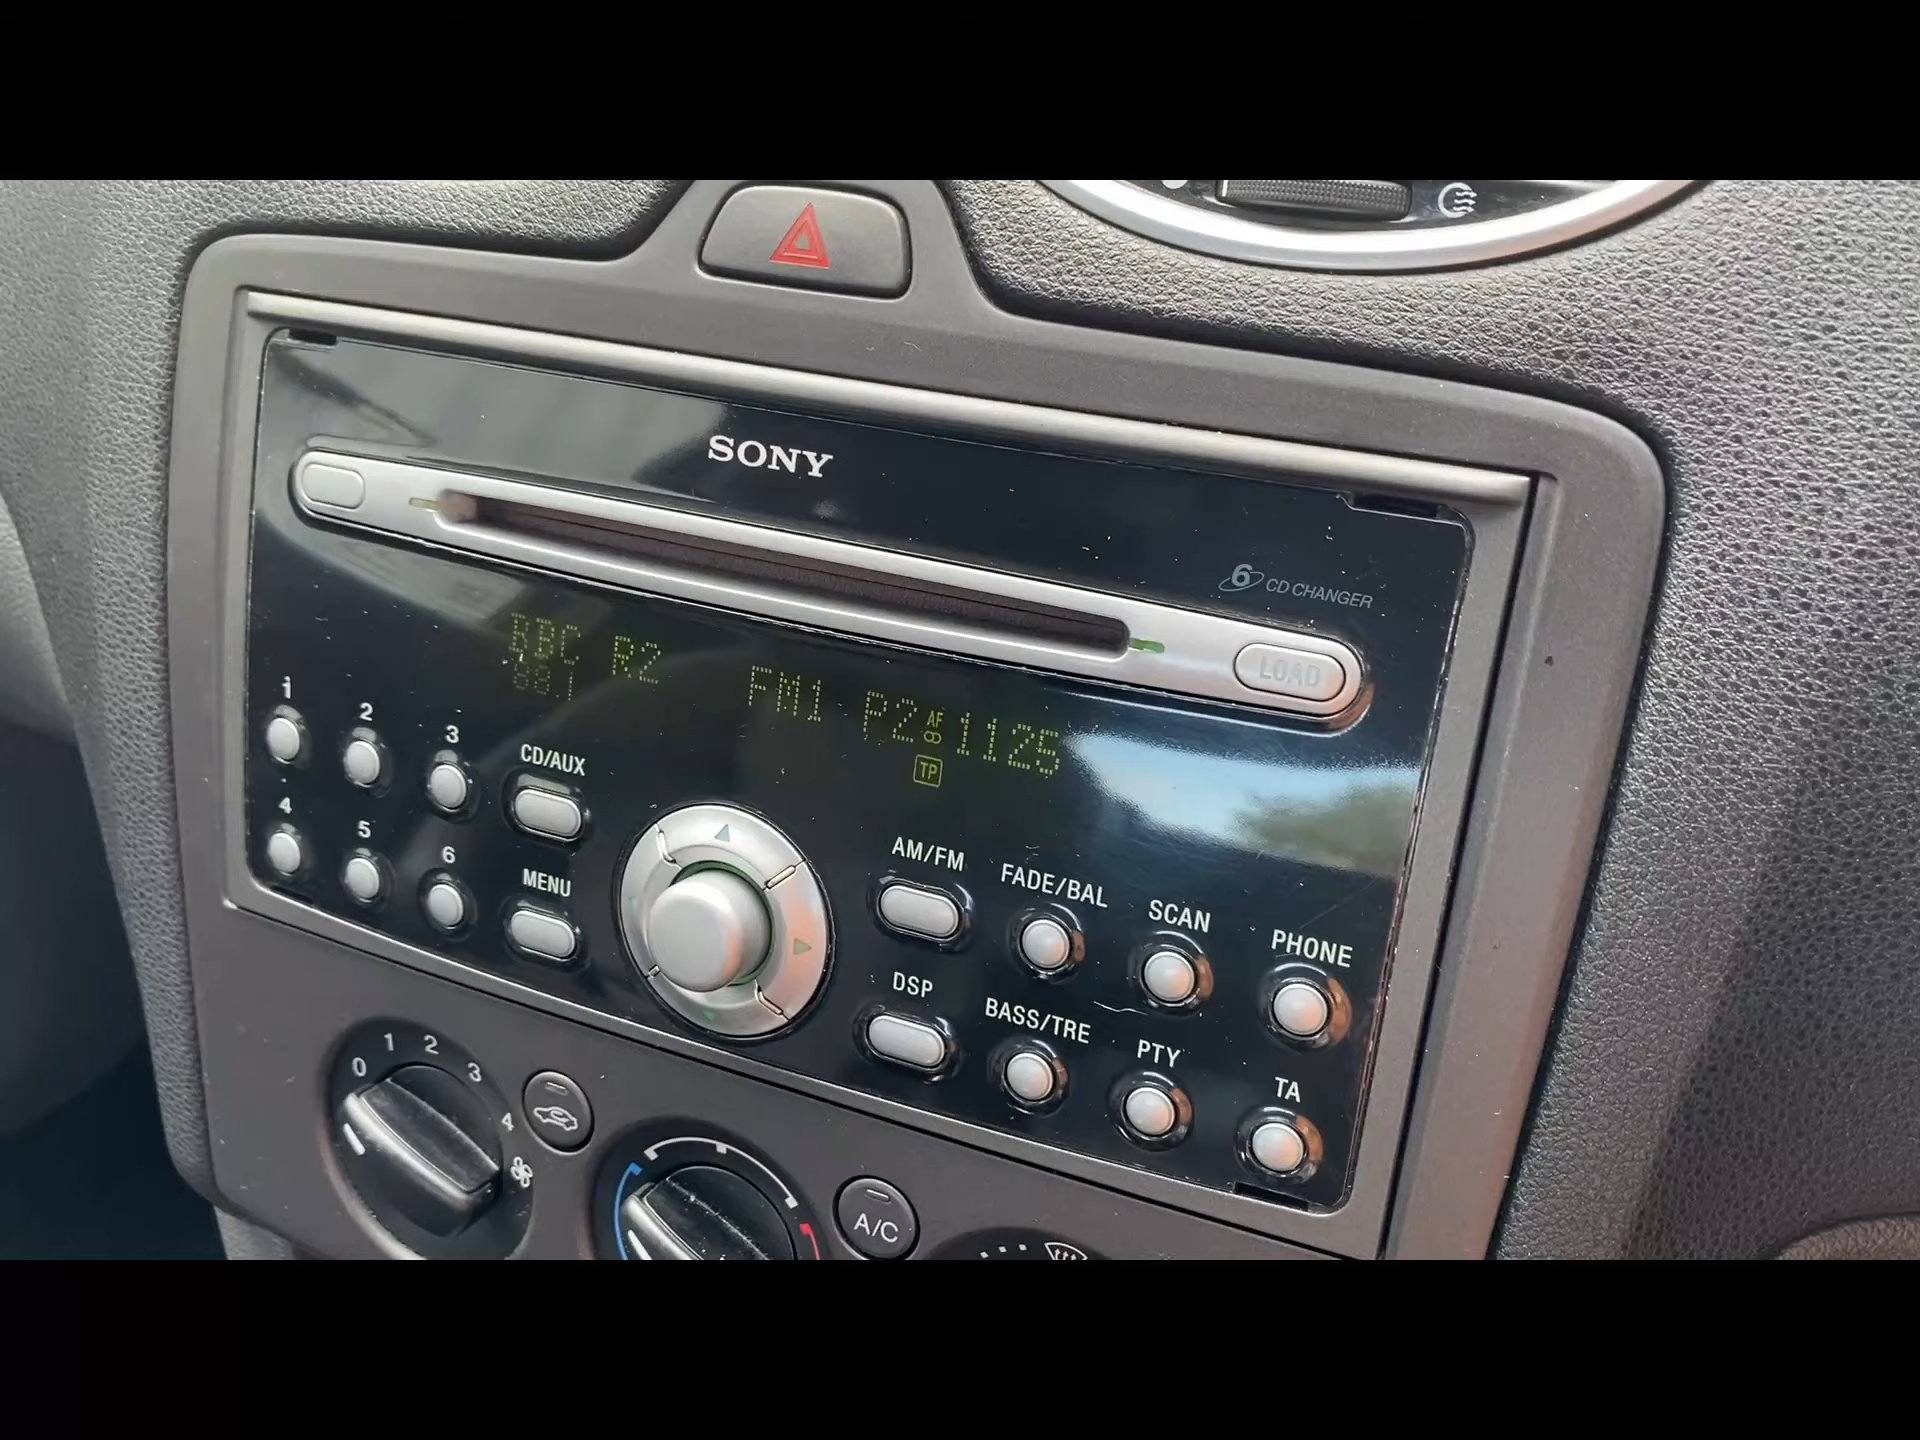 SONY
6 CD CHANGER
LOAD
BBC R2 FM1 P2 AF 1126
88.1 TP
1 2 3 CD/AUX
4 5 6 MENU
AM/FM FADE/BAL SCAN PHONE
DSP BASS/TRE PTY TA
0 1 2 3 4
A/C